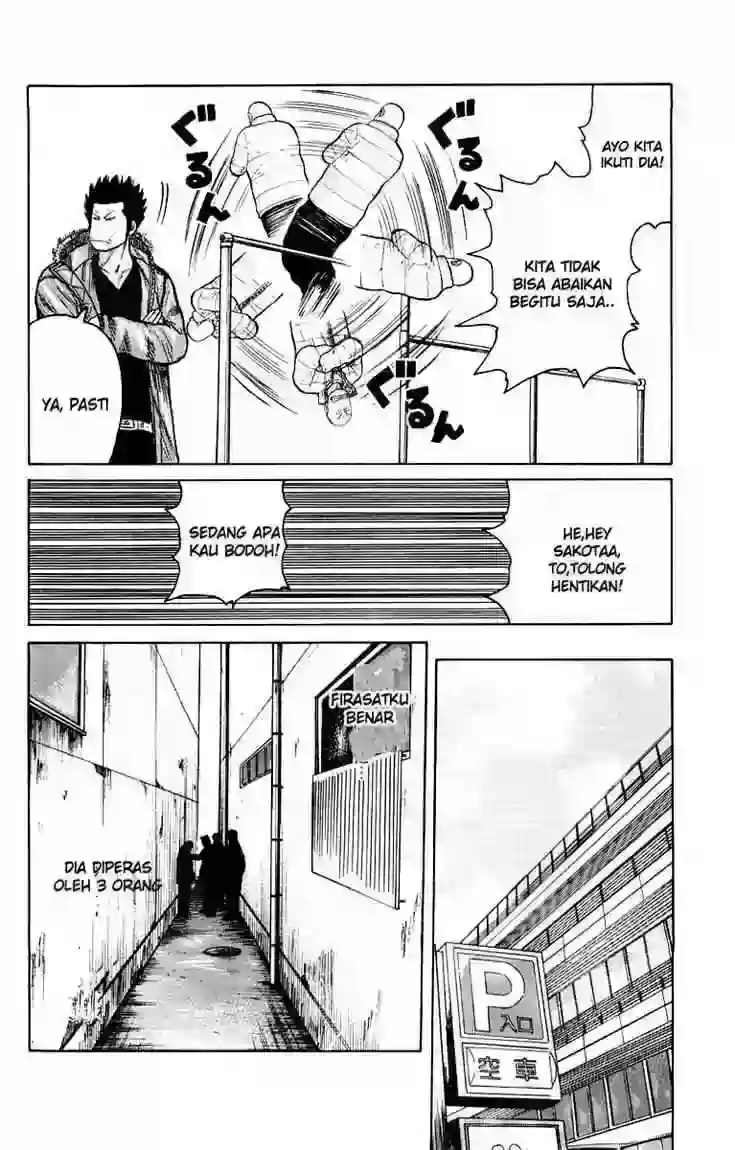 AYO KITA
IKUTI DIA!
KITA TIDAK
BISA ABAIKAN
BEGITU SAJA..
ぐるん
ぐるん
ぐるん
YA, PASTI
HE,HEY
SAKOTAA,
TO,TOLONG
HENTIKAN!
SEDANG APA
KAU BODOH!
P
入口
空車
FIRASATKU
BENAR
DIA DIPERAS
OLEH 3 ORANG